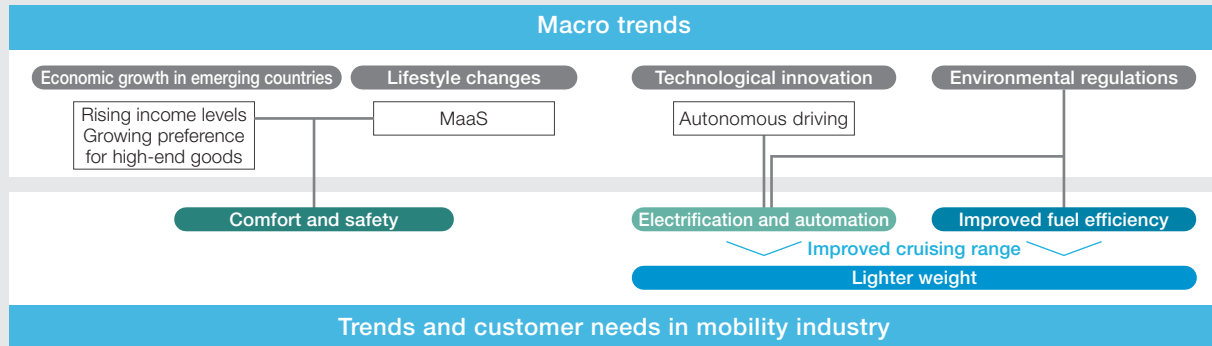 Macro trends
Economic growth in emerging countries
Lifestyle changes
Technological innovation
Environmental regulations
Rising income levels
Growing preference
for high-end goods
MaaS
Autonomous driving
Comfort and safety
Electrification and automation
Improved fuel efficiency
Improved cruising range
Lighter weight
Trends and customer needs in mobility industry